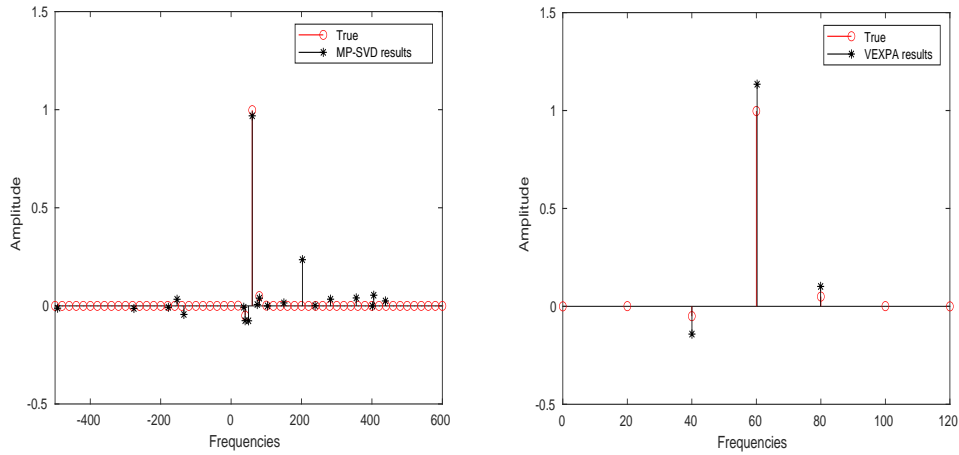 1.5
1
0.5
0
-0.5
Amplitude
-400
-200
0
200
400
600
Frequencies
True
MP-SVD results
1.5
1
0.5
0
-0.5
Amplitude
0
20
40
60
80
100
120
Frequencies
True
VEXPA results